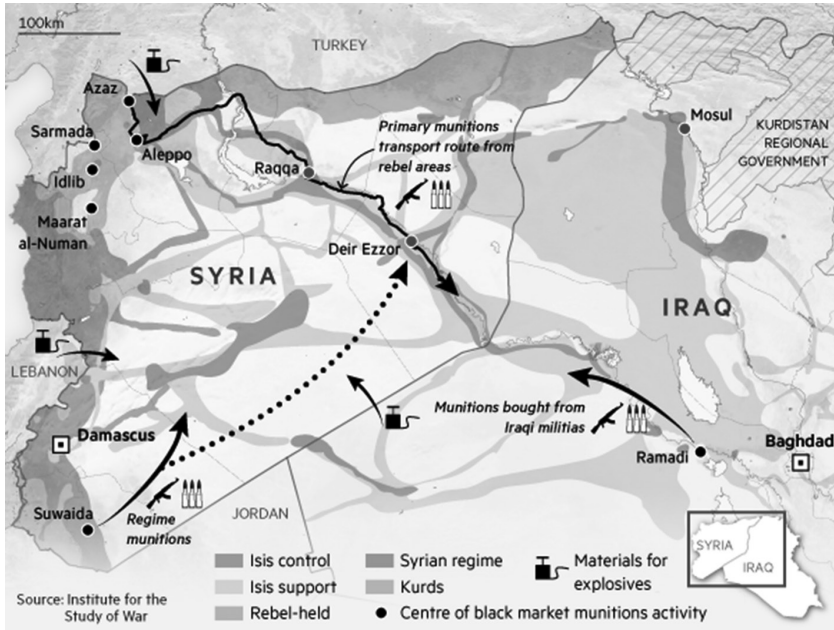 100km
TURKEY
Azaz
Sarmada
Aleppo
Idlib
Maarat
al-Numan
Raqqa
Primary munitions
transport route from
rebel areas
Mosul
KURDISTAN
REGIONAL
GOVERNMENT
Deir Ezzor
SYRIA
IRAQ
LEBANON
Damascus
Munitions bought from
Iraqi militias
Ramadi
Baghdad
Suwaida
Regime
munitions
JORDAN
SYRIA
IRAQ
Isis control
Isis support
Rebel-held
Syrian regime
Kurds
Centre of black market munitions activity
Materials for
explosives
Source: Institute for the
Study of War